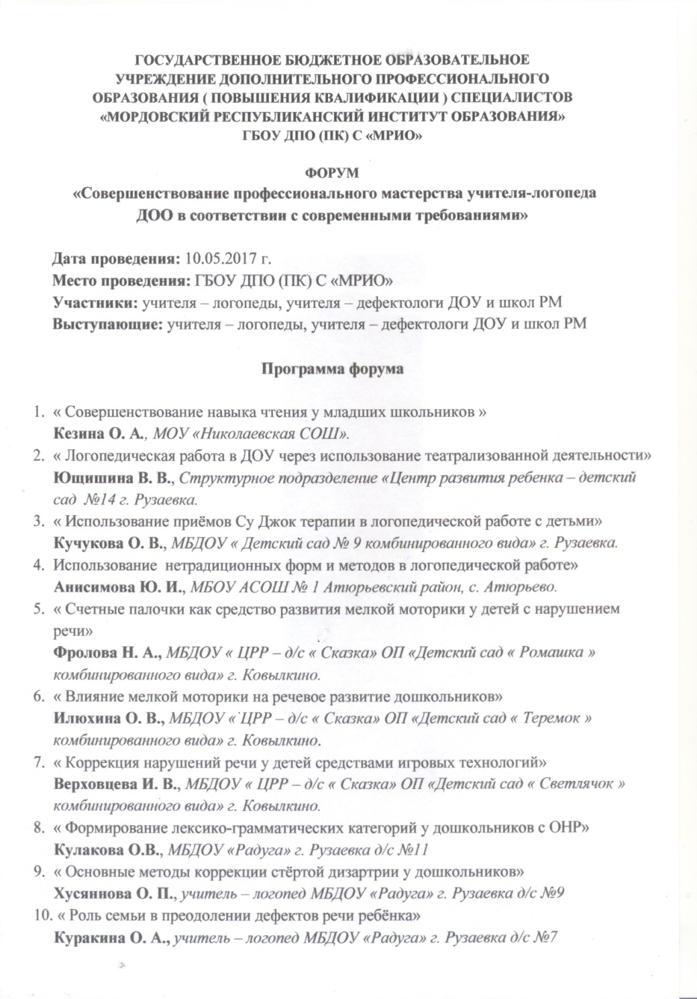 ГОСУДАРСТВЕННОЕ БЮДЖЕТНОЕ ОБРАЗОВАТЕЛЬНОЕ
УЧРЕЖДЕНИЕ ДОПОЛНИТЕЛЬНОГО ПРОФЕССИОНАЛЬНОГО
ОБРАЗОВАНИЯ ( ПОВЫШЕНИЯ КВАЛИФИКАЦИИ ) СПЕЦИАЛИСТОВ
«МОРДОВСКИЙ РЕСПУБЛИКАНСКИЙ ИНСТИТУТ ОБРАЗОВАНИЯ»
ГБОУ ДПО (ПК) С «МРИО»
ФОРУМ
«Совершенствование профессионального мастерства учителя-логопеда
ДОО в соответствии с современными требованиями»
Дата проведения: 10.05.2017 г.
Место проведения: ГБОУ ДПО (ПК) С «МРИО»
Участники: учителя – логопеды, учителя – дефектологи ДОУ и школ РМ
Выступающие: учителя – логопеды, учителя – дефектологи ДОУ и школ РМ
Программа форума
1. « Совершенствование навыка чтения у младших школьников »
Кезина О. А., МОУ «Николаевская СОШ».
2. « Логопедическая работа в ДОУ через использование театрализованной деятельности»
Ющишина В. В., Структурное подразделение «Центр развития ребенка – детский
сад №14 г. Рузаевка.
3. « Использование приёмов Су Джок терапии в логопедической работе с детьми»
Кучукова О. В., МБДОУ « Детский сад № 9 комбинированного вида» г. Рузаевка.
4. Использование нетрадиционных форм и методов в логопедической работе»
Анисимова Ю. И., МБОУ АСОШ № 1 Атюрьевский район, с. Атюрьево.
5. « Счетные палочки как средство развития мелкой моторики у детей с нарушением
речи»
Фролова Н. А., МБДОУ « ЦРР – д/с « Сказка» ОП «Детский сад « Ромашка »
комбинированного вида» г. Ковылкино.
6. « Влияние мелкой моторики на речевое развитие дошкольников»
Илюхина О. В., МБДОУ « ЦРР – д/с « Сказка» ОП «Детский сад « Теремок »
комбинированного вида» г. Ковылкино.
7. « Коррекция нарушений речи у детей средствами игровых технологий»
Верховцева И. В., МБДОУ « ЦРР – д/с « Сказка» ОП «Детский сад « Светлячок »
комбинированного вида» г. Ковылкино.
8. « Формирование лексико-грамматических категорий у дошкольников с ОНР»
Кулакова О.В., МБДОУ «Радуга» г. Рузаевка д/с №11
9. « Основные методы коррекции стёртой дизартрии у дошкольников»
Хусяннова О. П., учитель – логопед МБДОУ «Радуга» г. Рузаевка д/с №9
10. « Роль семьи в преодолении дефектов речи ребёнка»
Куракина О. А., учитель – логопед МБДОУ «Радуга» г. Рузаевка д/с №7